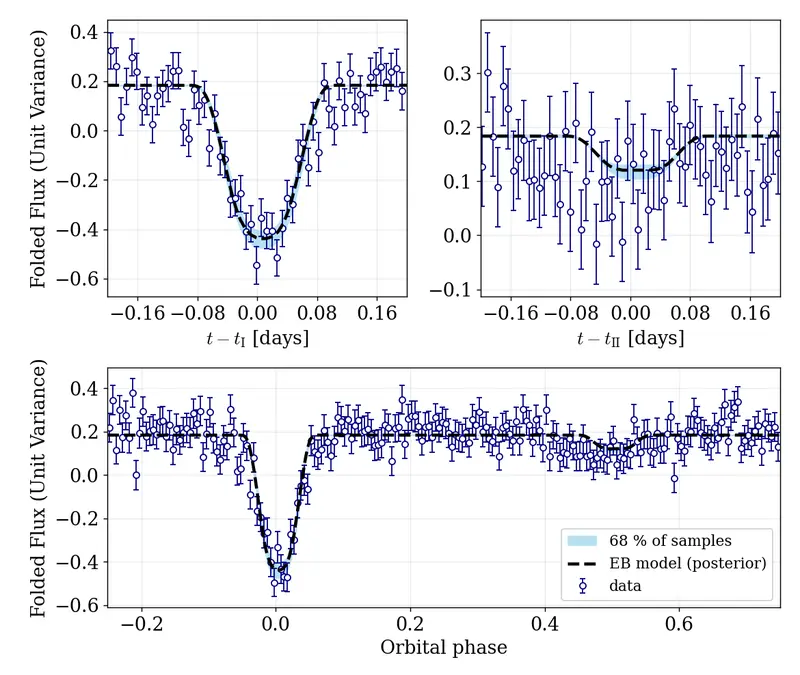 Folded Flux (Unit Variance)
0.4
0.2
0.0
−0.2
−0.4
−0.6
−0.16 −0.08 0.00 0.08 0.16
t − t_I [days]
0.3
0.2
0.1
0.0
−0.1
−0.16 −0.08 0.00 0.08 0.16
t − t_II [days]
Folded Flux (Unit Variance)
0.4
0.2
0.0
−0.2
−0.4
−0.6
68 % of samples
EB model (posterior)
data
−0.2 0.0 0.2 0.4 0.6
Orbital phase